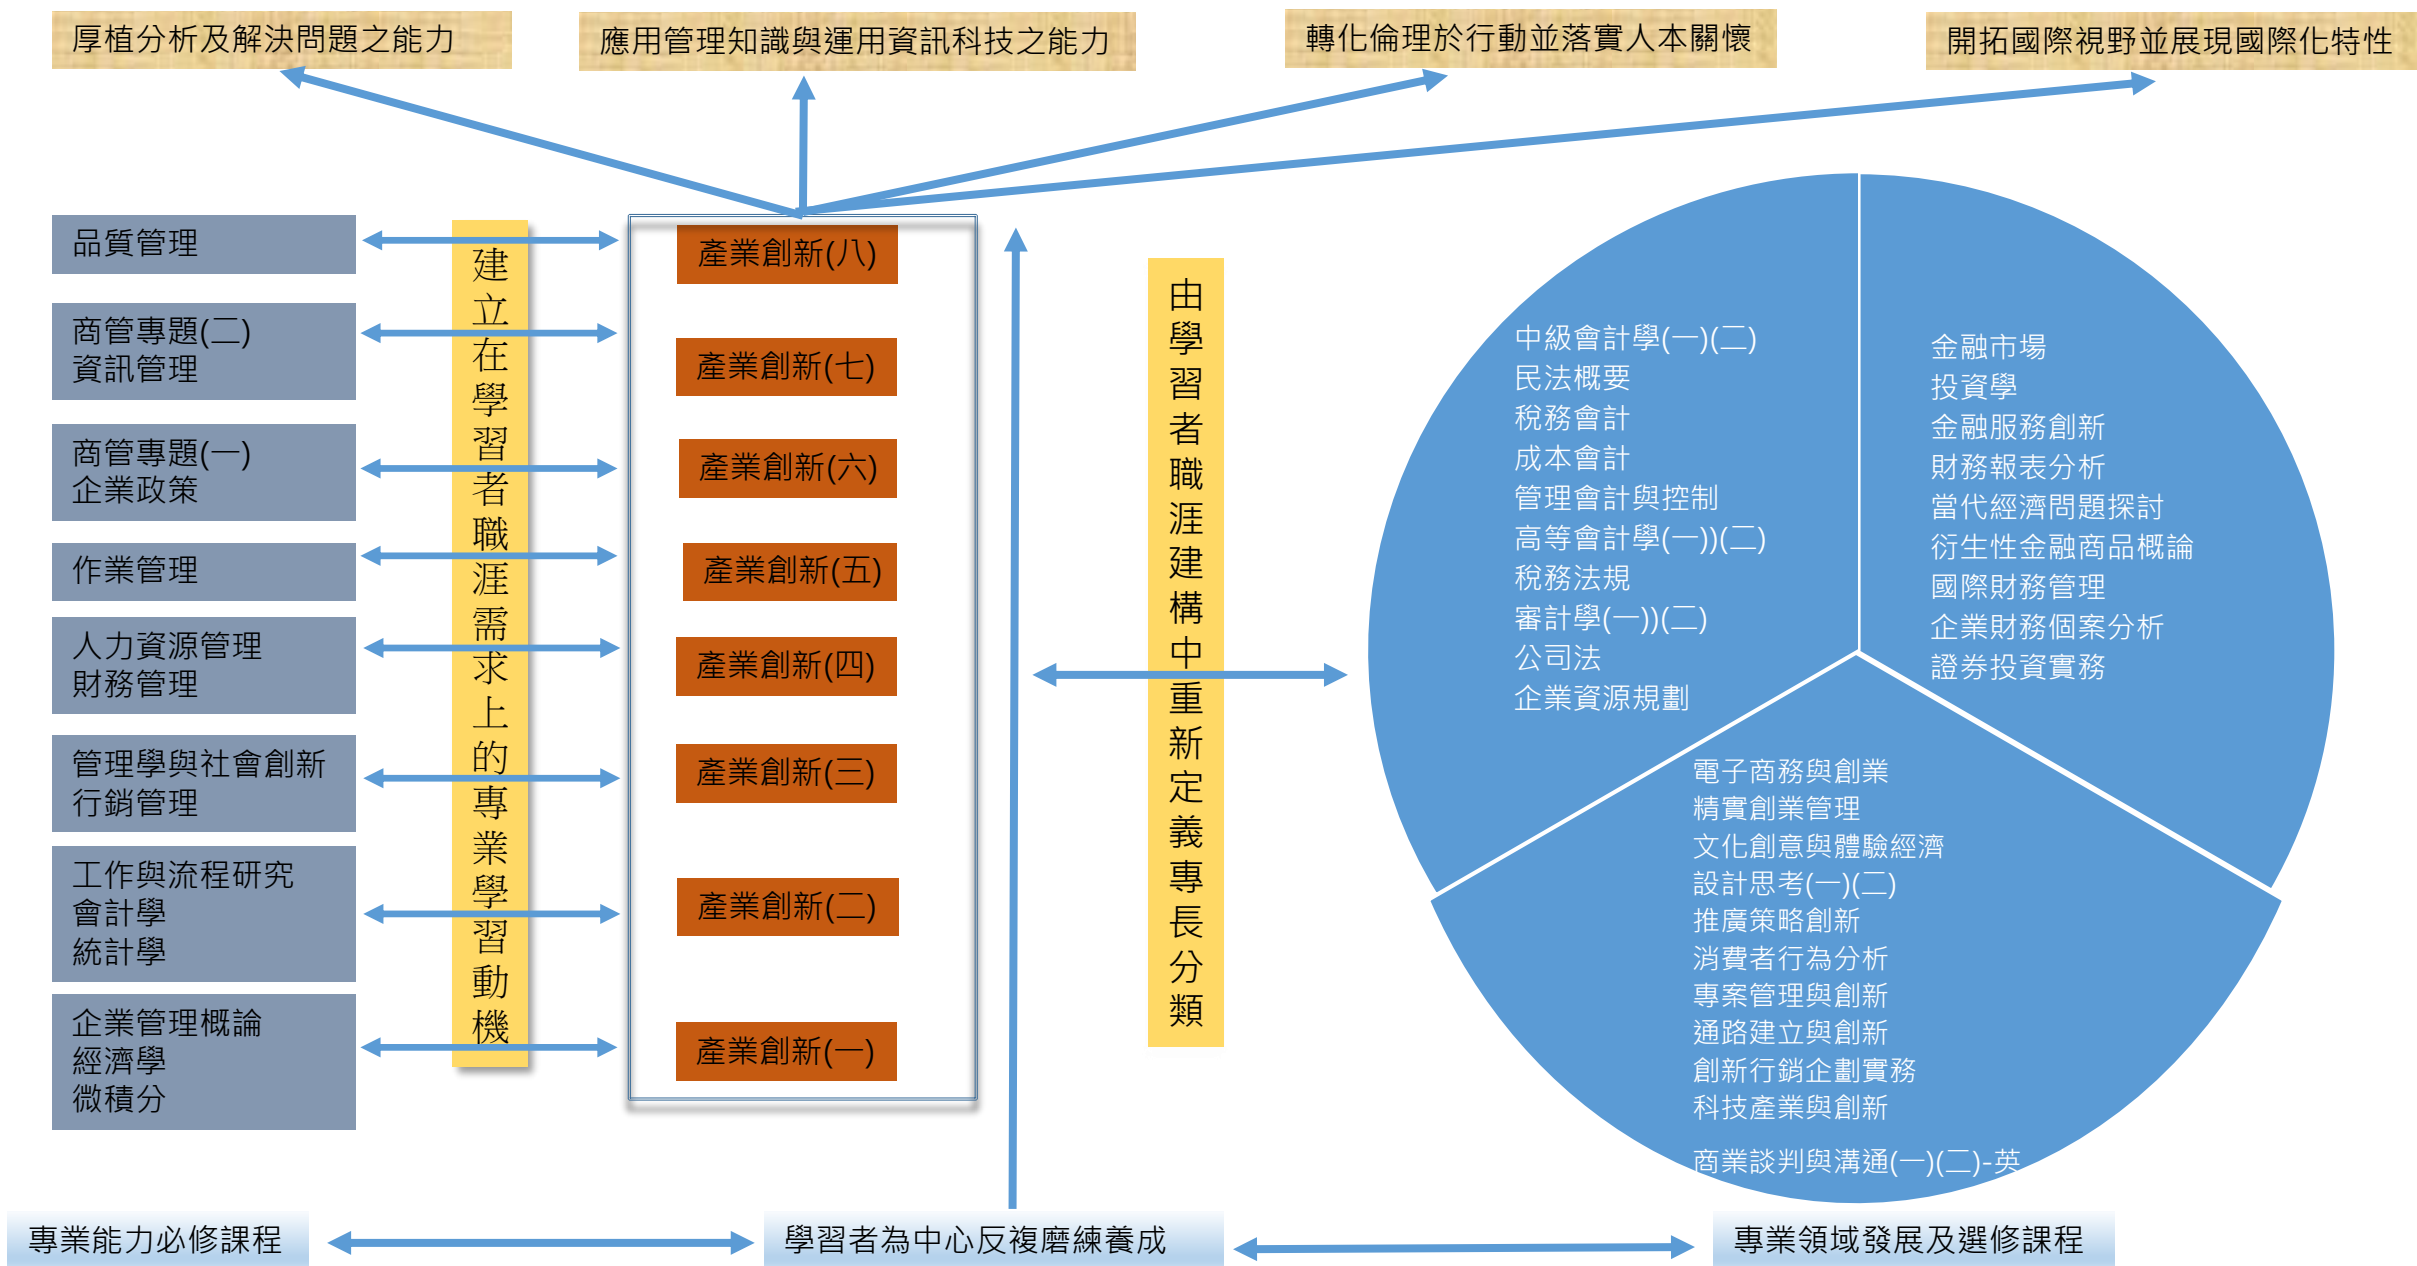 厚植分析及解決問題之能力
應用管理知識與運用資訊科技之能力
轉化倫理於行動並落實人本關懷
開拓國際視野並展現國際化特性
品質管理
商管專題(二)
資訊管理
商管專題(一)
企業政策
作業管理
人力資源管理
財務管理
管理學與社會創新
行銷管理
工作與流程研究
會計學
統計學
企業管理概論
經濟學
微積分
建立在學習者職涯需求上的專業學習動機
產業創新(八)
產業創新(七)
產業創新(六)
產業創新(五)
產業創新(四)
產業創新(三)
產業創新(二)
產業創新(一)
由學習者職涯建構中重新定義專長分類
中級會計學(一)(二)
民法概要
稅務會計
成本會計
管理會計與控制
高等會計學(一))(二)
稅務法規
審計學(一))(二)
公司法
企業資源規劃
金融市場
投資學
金融服務創新
財務報表分析
當代經濟問題探討
衍生性金融商品概論
國際財務管理
企業財務個案分析
證券投資實務
電子商務與創業
精實創業管理
文化創意與體驗經濟
設計思考(一)(二)
推廣策略創新
消費者行為分析
專案管理與創新
通路建立與創新
創新行銷企劃實務
科技產業與創新
商業談判與溝通(一)(二)-英
專業能力必修課程
學習者為中心反複磨練養成
專業領域發展及選修課程